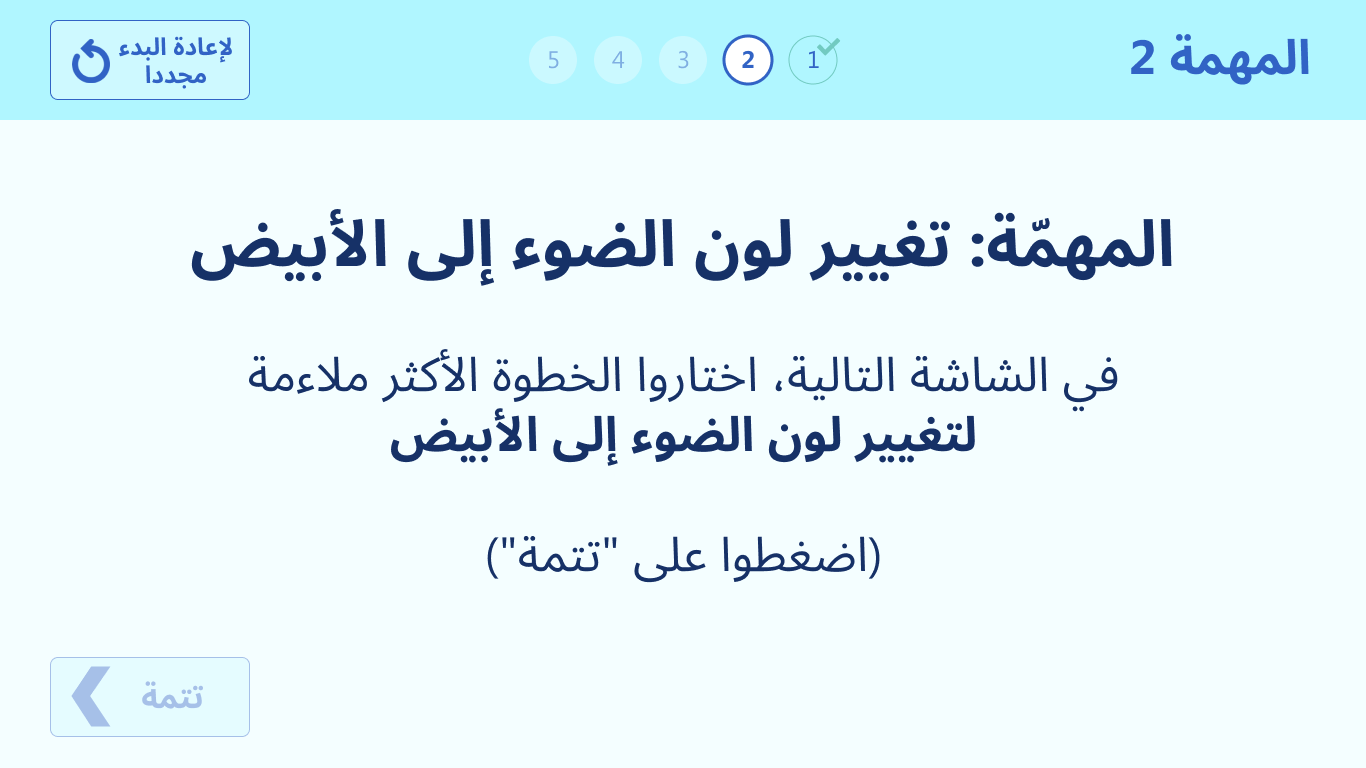 المهمة 2
1
2
3
4
5
لإعادة البدء
مجددا
المهمّة: تغيير لون الضوء إلى الأبيض
في الشاشة التالية، اختاروا الخطوة الأكثر ملاءمة
لتغيير لون الضوء إلى الأبيض
(اضغطوا على "تتمة")
تتمة